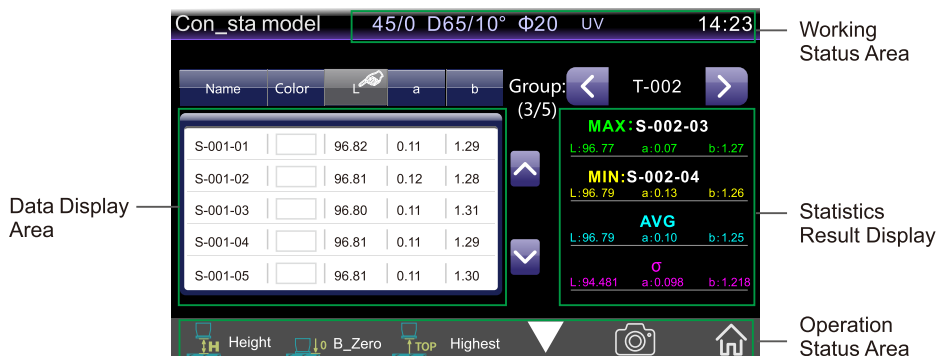 Con_sta model 45/0 D65/10° Φ20 UV 14:23
Working
Status Area
Name Color L a b
Group:
(3/5)
T-002
MAX:S-002-03
L:96.77 a:0.07 b:1.27
MIN:S-002-04
L:96.79 a:0.13 b:1.26
AVG
L:96.79 a:0.10 b:1.25
σ
L:94.481 a:0.098 b:1.218
S-001-01 96.82 0.11 1.29
S-001-02 96.81 0.12 1.28
S-001-03 96.80 0.11 1.31
S-001-04 96.81 0.11 1.29
S-001-05 96.81 0.11 1.30
Data Display
Area
Statistics
Result Display
H Height 0 B_Zero TOP Highest
Operation
Status Area